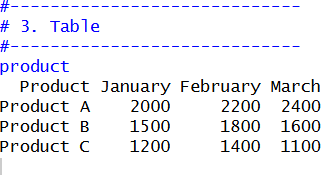 #-----------------------------
# 3. Table
#-----------------------------
product
  Product January February March
Product A    2000     2200  2400
Product B    1500     1800  1600
Product C    1200     1400  1100